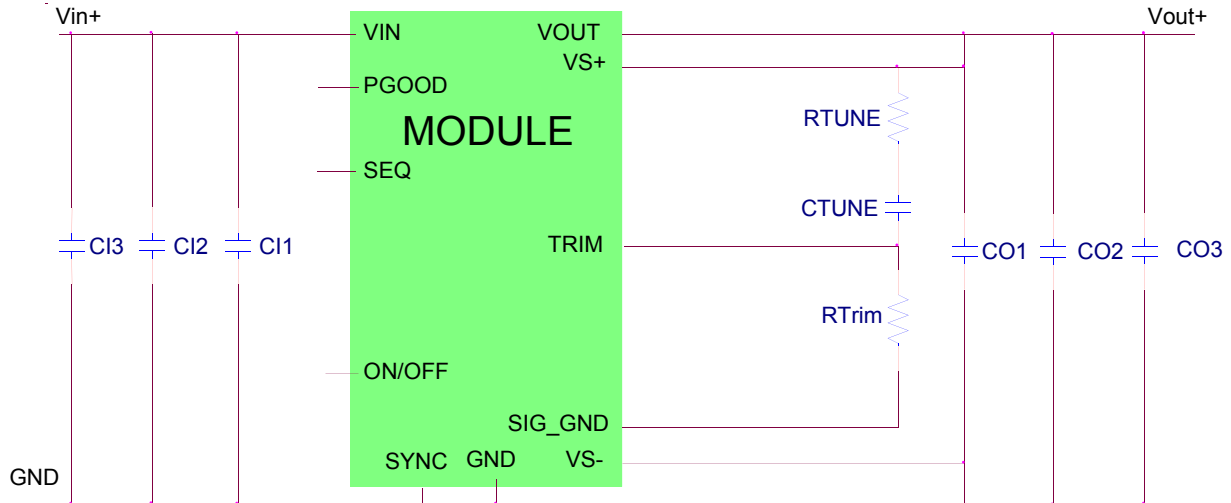 Vin+
Vout+
VIN
VOUT
VS+
PGOOD
RTUNE
MODULE
SEQ
CTUNE
TRIM
CI3
CI2
CI1
CO1
CO2
CO3
RTrim
ON/OFF
SIG_GND
SYNC
GND
VS-
GND